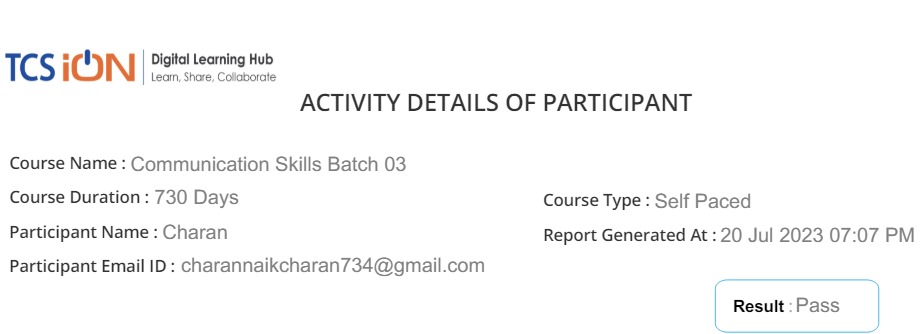 TCS iON Digital Learning Hub
Learn, Share, Collaborate
ACTIVITY DETAILS OF PARTICIPANT
Course Name : Communication Skills Batch 03
Course Duration : 730 Days
Course Type : Self Paced
Participant Name : Charan
Report Generated At : 20 Jul 2023 07:07 PM
Participant Email ID : charannaikcharan734@gmail.com
Result : Pass